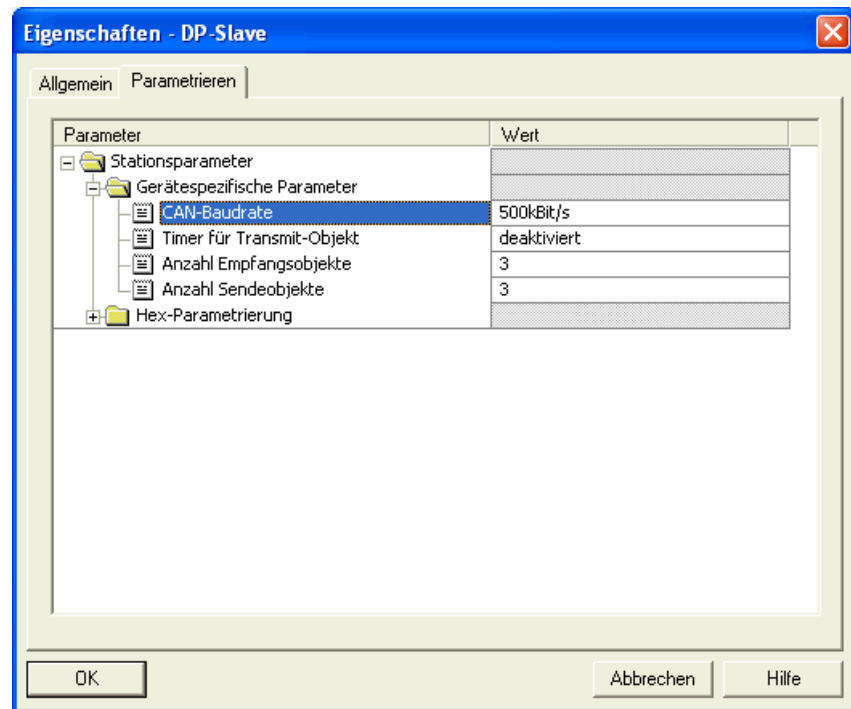 Eigenschaften - DP-Slave
Allgemein Parametrieren
Parameter Wert
Stationsparameter
Gerätespezifische Parameter
CAN-Baudrate 500kBit/s
Timer für Transmit-Objekt deaktiviert
Anzahl Empfangsobjekte 3
Anzahl Sendeobjekte 3
Hex-Parametrierung
OK Abbrechen Hilfe